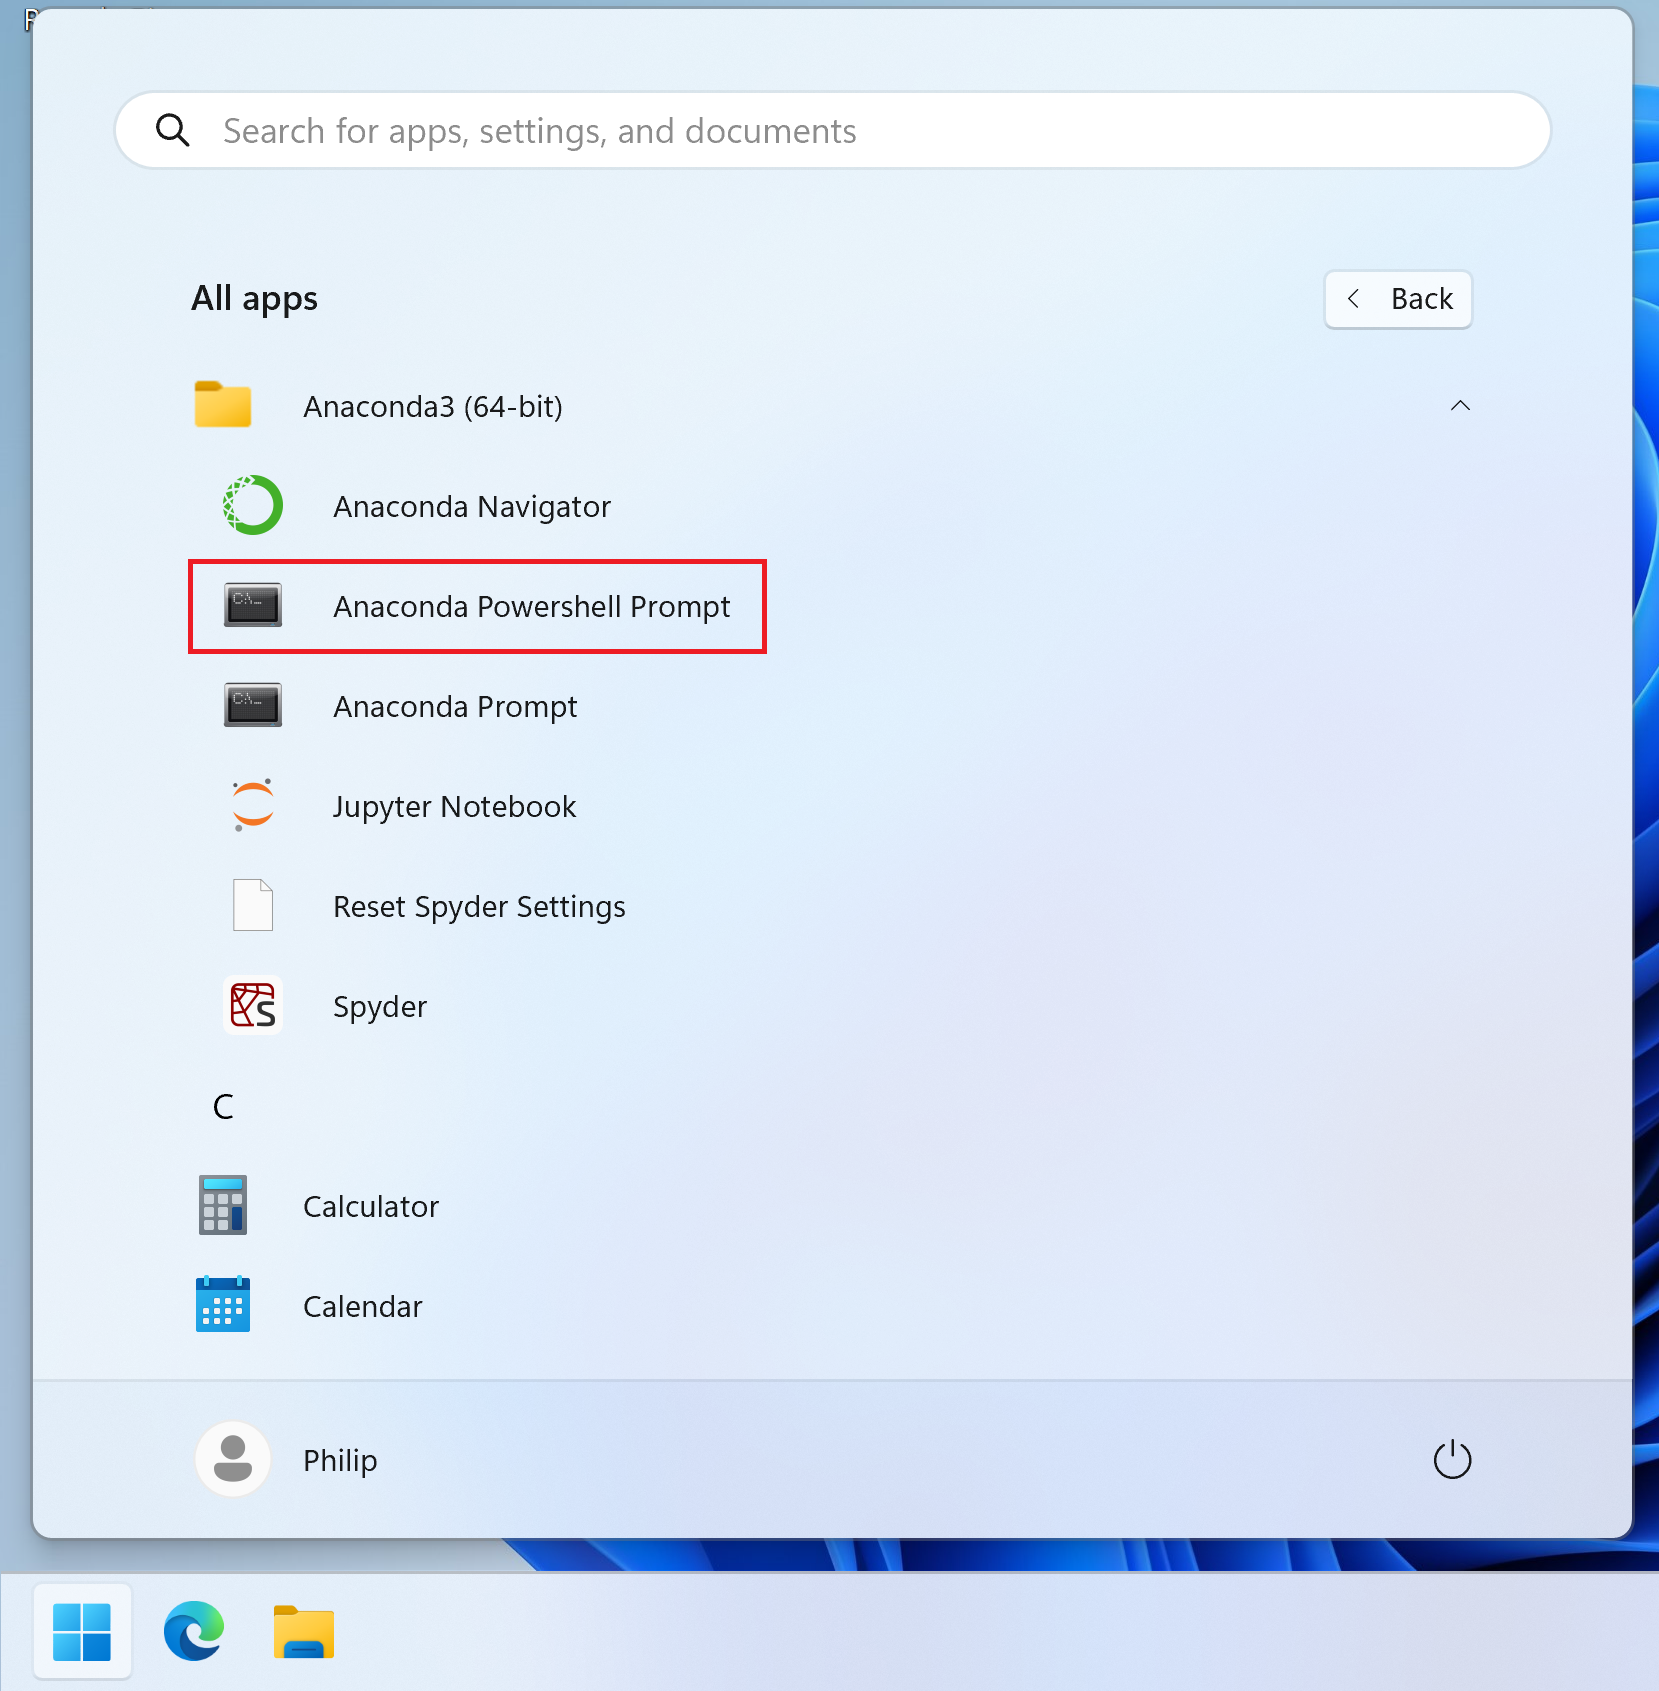 Search for apps, settings, and documents
All apps
Back
Anaconda3 (64-bit)
Anaconda Navigator
C:\_
Anaconda Powershell Prompt
C:\_
Anaconda Prompt
Jupyter Notebook
Reset Spyder Settings
S
Spyder
C
Calculator
Calendar
Philip